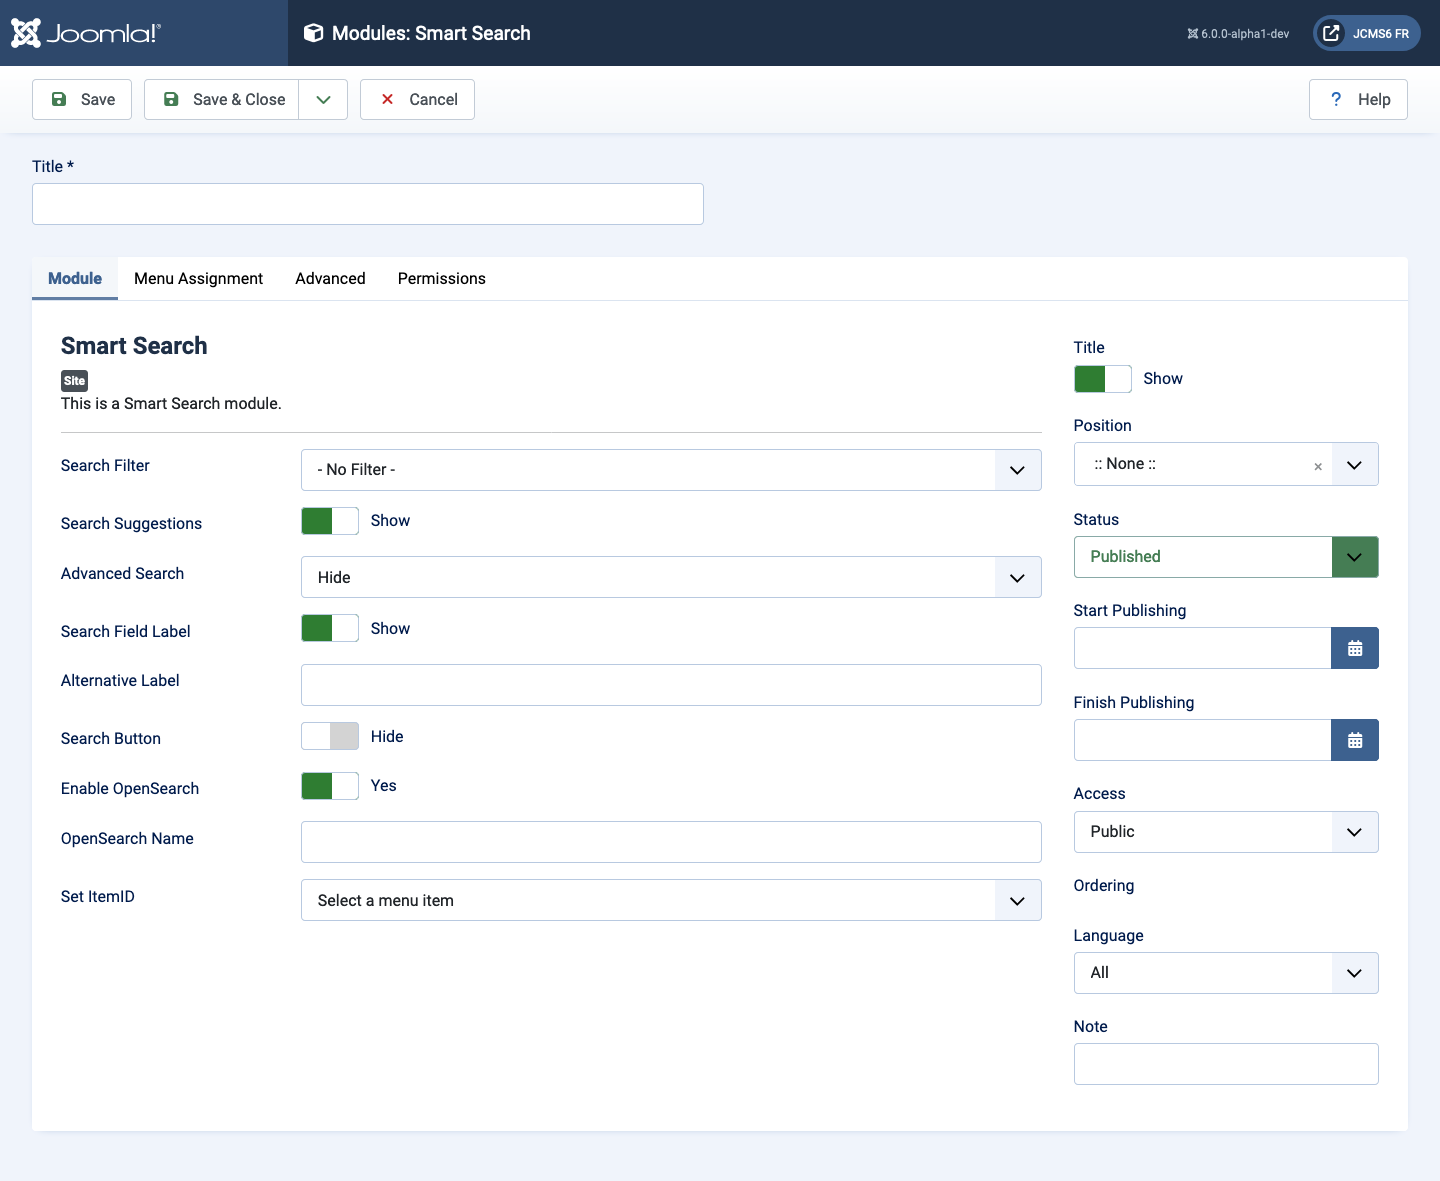 Joomla!®
Modules: Smart Search
6.0.0-alpha1-dev
JCMS6 FR
Save
Save & Close
Cancel
? Help
Title *
Module
Menu Assignment
Advanced
Permissions
Smart Search
Site
This is a Smart Search module.
Search Filter
- No Filter -
Search Suggestions
Show
Advanced Search
Hide
Search Field Label
Show
Alternative Label
Search Button
Hide
Enable OpenSearch
Yes
OpenSearch Name
Set ItemID
Select a menu item
Title
Show
Position
:: None ::
×
Status
Published
Start Publishing
Finish Publishing
Access
Public
Ordering
Language
All
Note